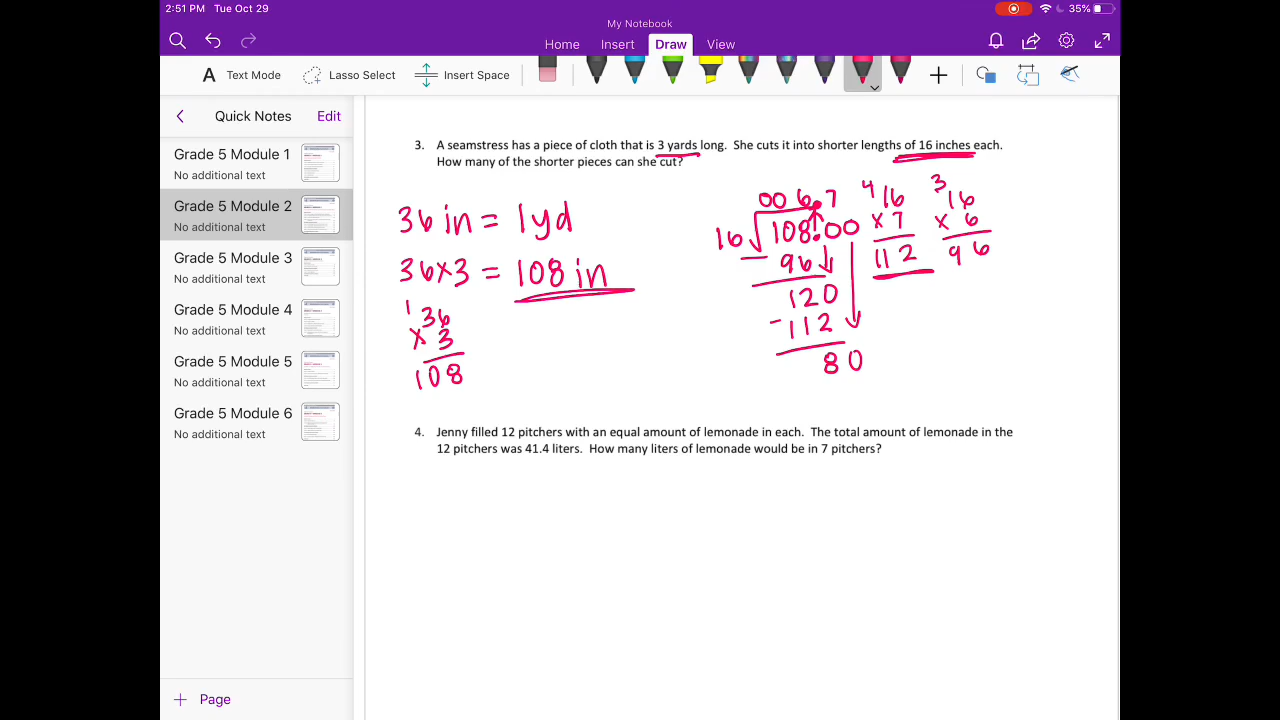 2:51 PM Tue Oct 29
35%
My Notebook
Home Insert Draw View
Text Mode Lasso Select Insert Space
Quick Notes Edit
Grade 5 Module 1
No additional text
Grade 5 Module 2
No additional text
Grade 5 Module 3
No additional text
Grade 5 Module 4
No additional text
Grade 5 Module 5
No additional text
Grade 5 Module 6
No additional text
+ Page
3. A seamstress has a piece of cloth that is 3 yards long. She cuts it into shorter lengths of 16 inches each.
How many of the shorter pieces can she cut?
36 in = 1yd
36x3 = 108 in
1
36
x 3
108
006.7
16 108.00
96
120
-112
80
4
16
x 7
112
3
16
x 6
96
4. Jenny filled 12 pitchers with an equal amount of lemonade in each. The total amount of lemonade in the
12 pitchers was 41.4 liters. How many liters of lemonade would be in 7 pitchers?